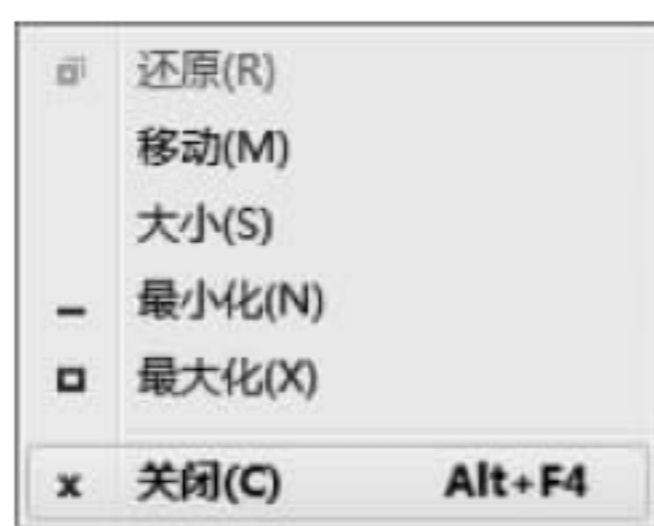 还原(R)
移动(M)
大小(S)
最小化(N)
最大化(X)
x 关闭(C) Alt+F4